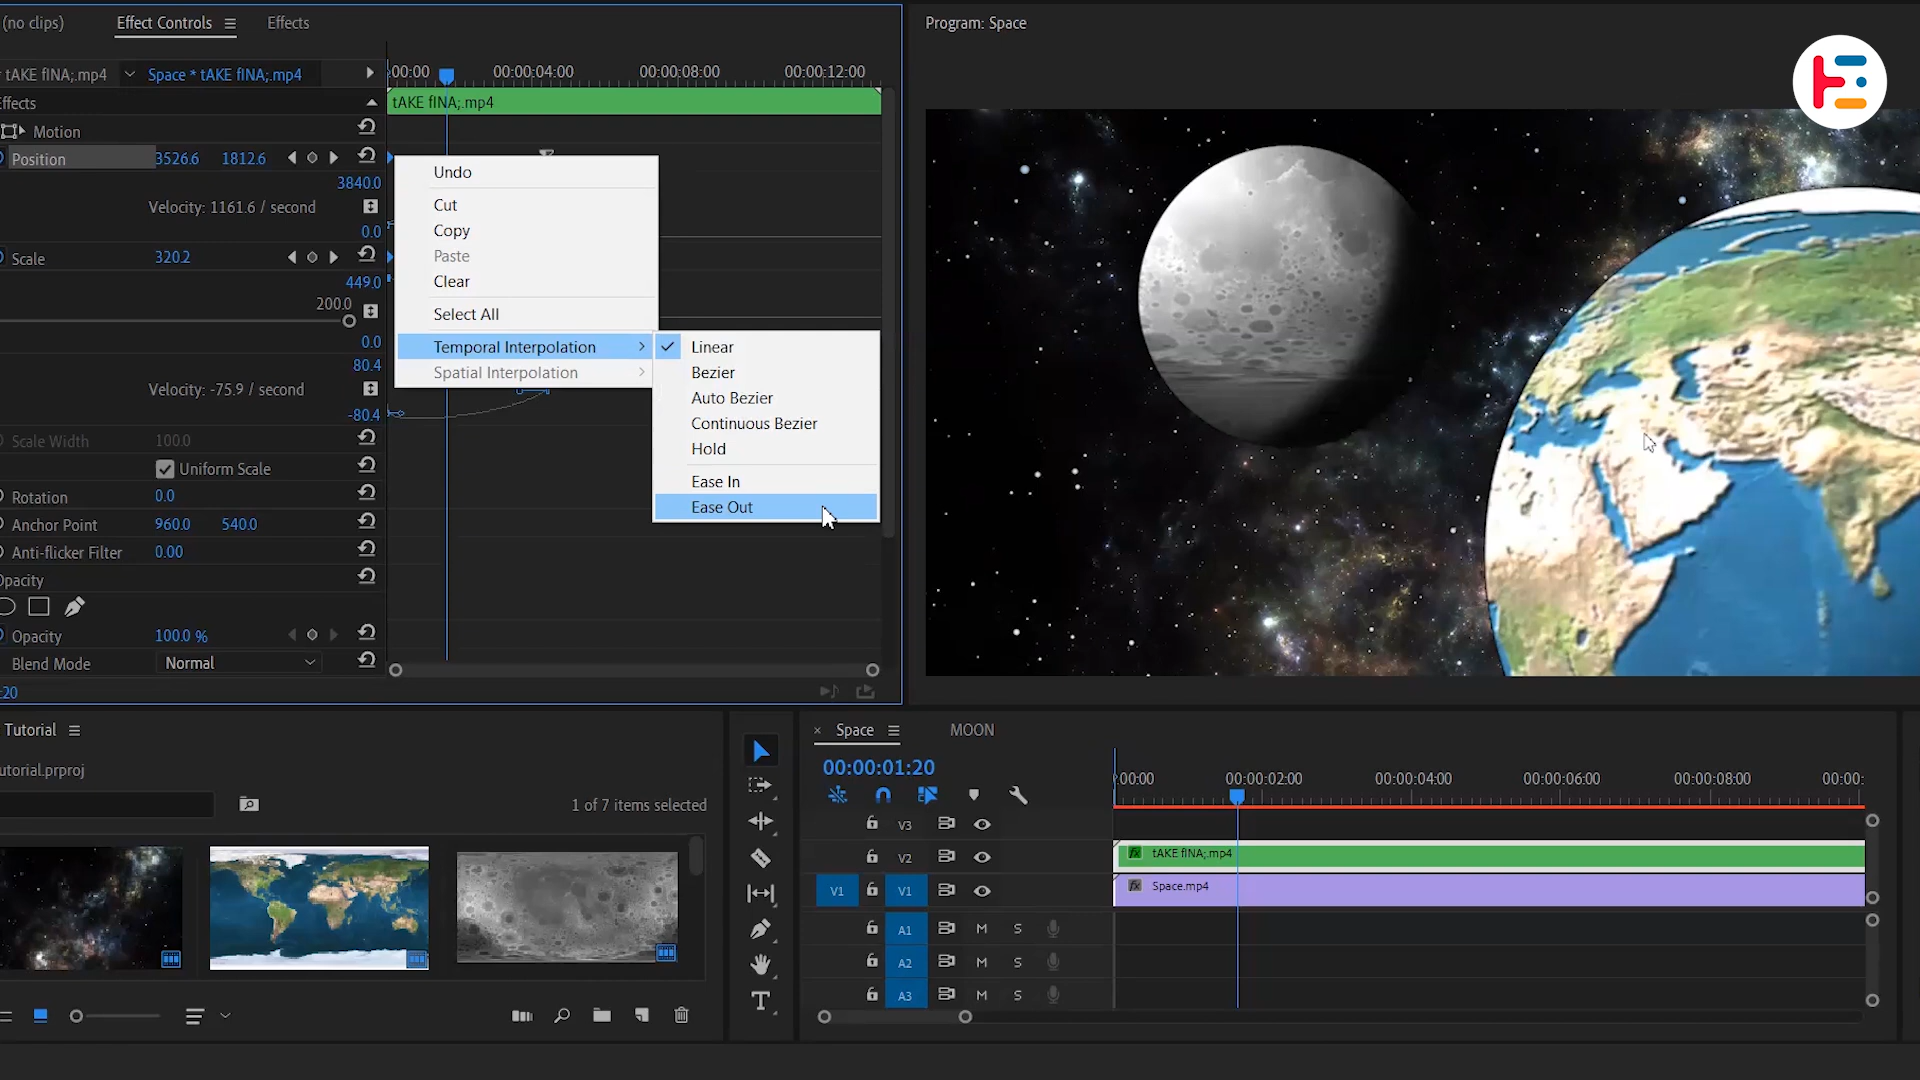 (no clips)
Effect Controls
Effects
Program: Space
tAKE fINA;.mp4
Space * tAKE fINA;.mp4
:00:00
00:00:04:00
00:00:08:00
00:00:12:00
ffects
tAKE fINA;.mp4
Motion
Position
3526.6
1812.6
3840.0
Velocity: 1161.6 / second
0.0
Scale
320.2
449.0
200.0
0.0
80.4
Velocity: -75.9 / second
-80.4
Scale Width
100.0
Uniform Scale
Rotation
0.0
Anchor Point
960.0
540.0
Anti-flicker Filter
0.00
Opacity
Opacity
100.0 %
Blend Mode
Normal
:20
Undo
Cut
Copy
Paste
Clear
Select All
Temporal Interpolation
Spatial Interpolation
Linear
Bezier
Auto Bezier
Continuous Bezier
Hold
Ease In
Ease Out
Tutorial
utorial.prproj
1 of 7 items selected
× Space
MOON
00:00:01:20
:00:00
00:00:02:00
00:00:04:00
00:00:06:00
00:00:08:00
00:00:
V3
V2
tAKE fINA;.mp4
V1
V1
Space.mp4
A1
M
S
A2
M
S
A3
M
S